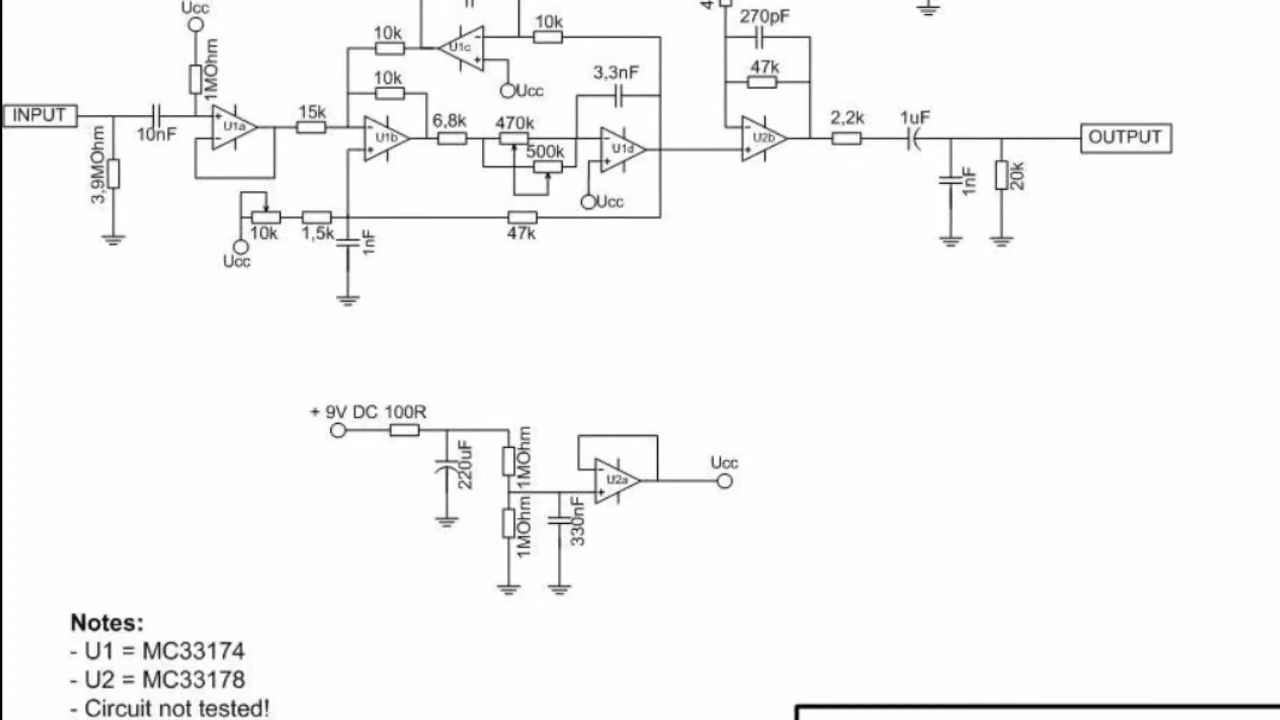 Ucc
4
270pF
10k
10k
U1c
47k
1MOhm
10k
3,3nF
Ucc
INPUT
15k
6,8k
470k
2,2k
1uF
U1a
U1b
U1d
U2b
OUTPUT
10nF
500k
3,9MOhm
1nF
20k
Ucc
10k
1,5k
1nF
47k
Ucc
+ 9V DC 100R
220uF
1MOhm
Ucc
U2a
1MOhm
330nF
Notes:
- U1 = MC33174
- U2 = MC33178
- Circuit not tested!